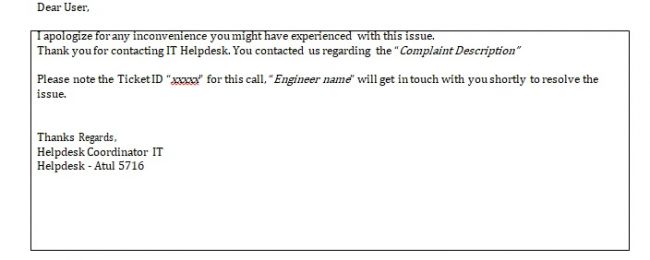 Dear User,
I apologize for any inconvenience you might have experienced with this issue.
Thank you for contacting IT Helpdesk. You contacted us regarding the "Complaint Description"
Please note the Ticket ID "xxxxx" for this call, "Engineer name" will get in touch with you shortly to resolve the
issue.
Thanks Regards,
Helpdesk Coordinator IT
Helpdesk - Atul 5716